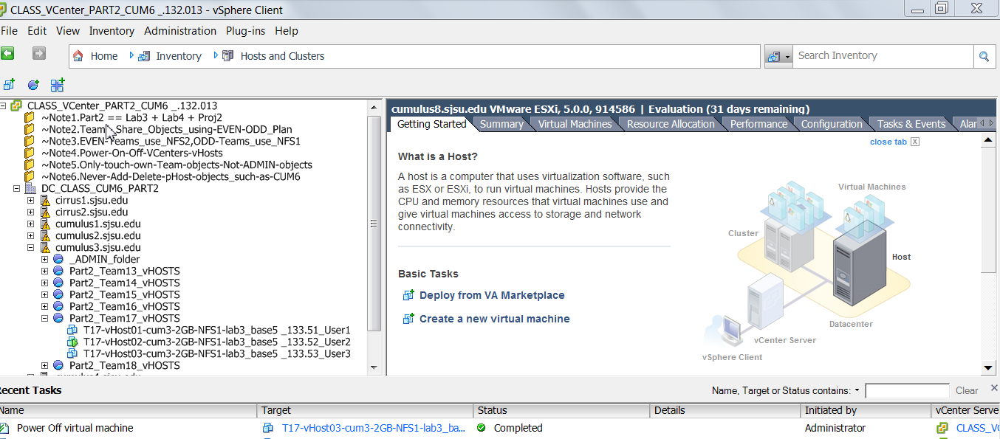 CLASS_VCenter_PART2_CUM6 _.132.013 - vSphere Client
File Edit View Inventory Administration Plug-ins Help
Home Inventory Hosts and Clusters Search Inventory
CLASS_VCenter_PART2_CUM6 _.132.013
~Note1.Part2 == Lab3 + Lab4 + Proj2
~Note2.Team_Share_Objects_using-EVEN-ODD_Plan
~Note3.EVEN-Teams_use_NFS2,ODD-Teams_use_NFS1
~Note4.Power-On-Off-VCenters-vHosts
~Note5.Only-touch-own-Team-objects-Not-ADMIN-objects
~Note6.Never-Add-Delete-pHost-objects_such-as-CUM6
DC_CLASS_CUM6_PART2
cirrus1.sjsu.edu
cirrus2.sjsu.edu
cumulus1.sjsu.edu
cumulus2.sjsu.edu
cumulus3.sjsu.edu
_ADMIN_folder
Part2_Team13_vHOSTS
Part2_Team14_vHOSTS
Part2_Team15_vHOSTS
Part2_Team16_vHOSTS
Part2_Team17_vHOSTS
T17-vHost01-cum3-2GB-NFS1-lab3_base5 _133.51_User1
T17-vHost02-cum3-2GB-NFS1-lab3_base5 _133.52_User2
T17-vHost03-cum3-2GB-NFS1-lab3_base5 _133.53_User3
Part2_Team18_vHOSTS
cumulus8.sjsu.edu VMware ESXi, 5.0.0, 914586 | Evaluation (31 days remaining)
Getting Started Summary Virtual Machines Resource Allocation Performance Configuration Tasks & Events Alar
close tab X
What is a Host?
A host is a computer that uses virtualization software, such
as ESX or ESXi, to run virtual machines. Hosts provide the
CPU and memory resources that virtual machines use and
give virtual machines access to storage and network
connectivity.
Basic Tasks
Deploy from VA Marketplace
Create a new virtual machine
Virtual Machines
Cluster
Host
Datacenter
vCenter Server
vSphere Client
Recent Tasks
Name, Target or Status contains: Clear
Name Target Status Details Initiated by vCenter Serve
Power Off virtual machine T17-vHost03-cum3-2GB-NFS1-lab3_ba... Completed Administrator CLASS_VC